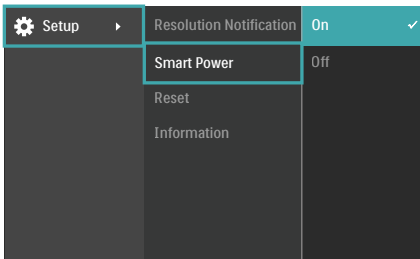 Setup
Resolution Notification
On
Smart Power
Off
Reset
Information